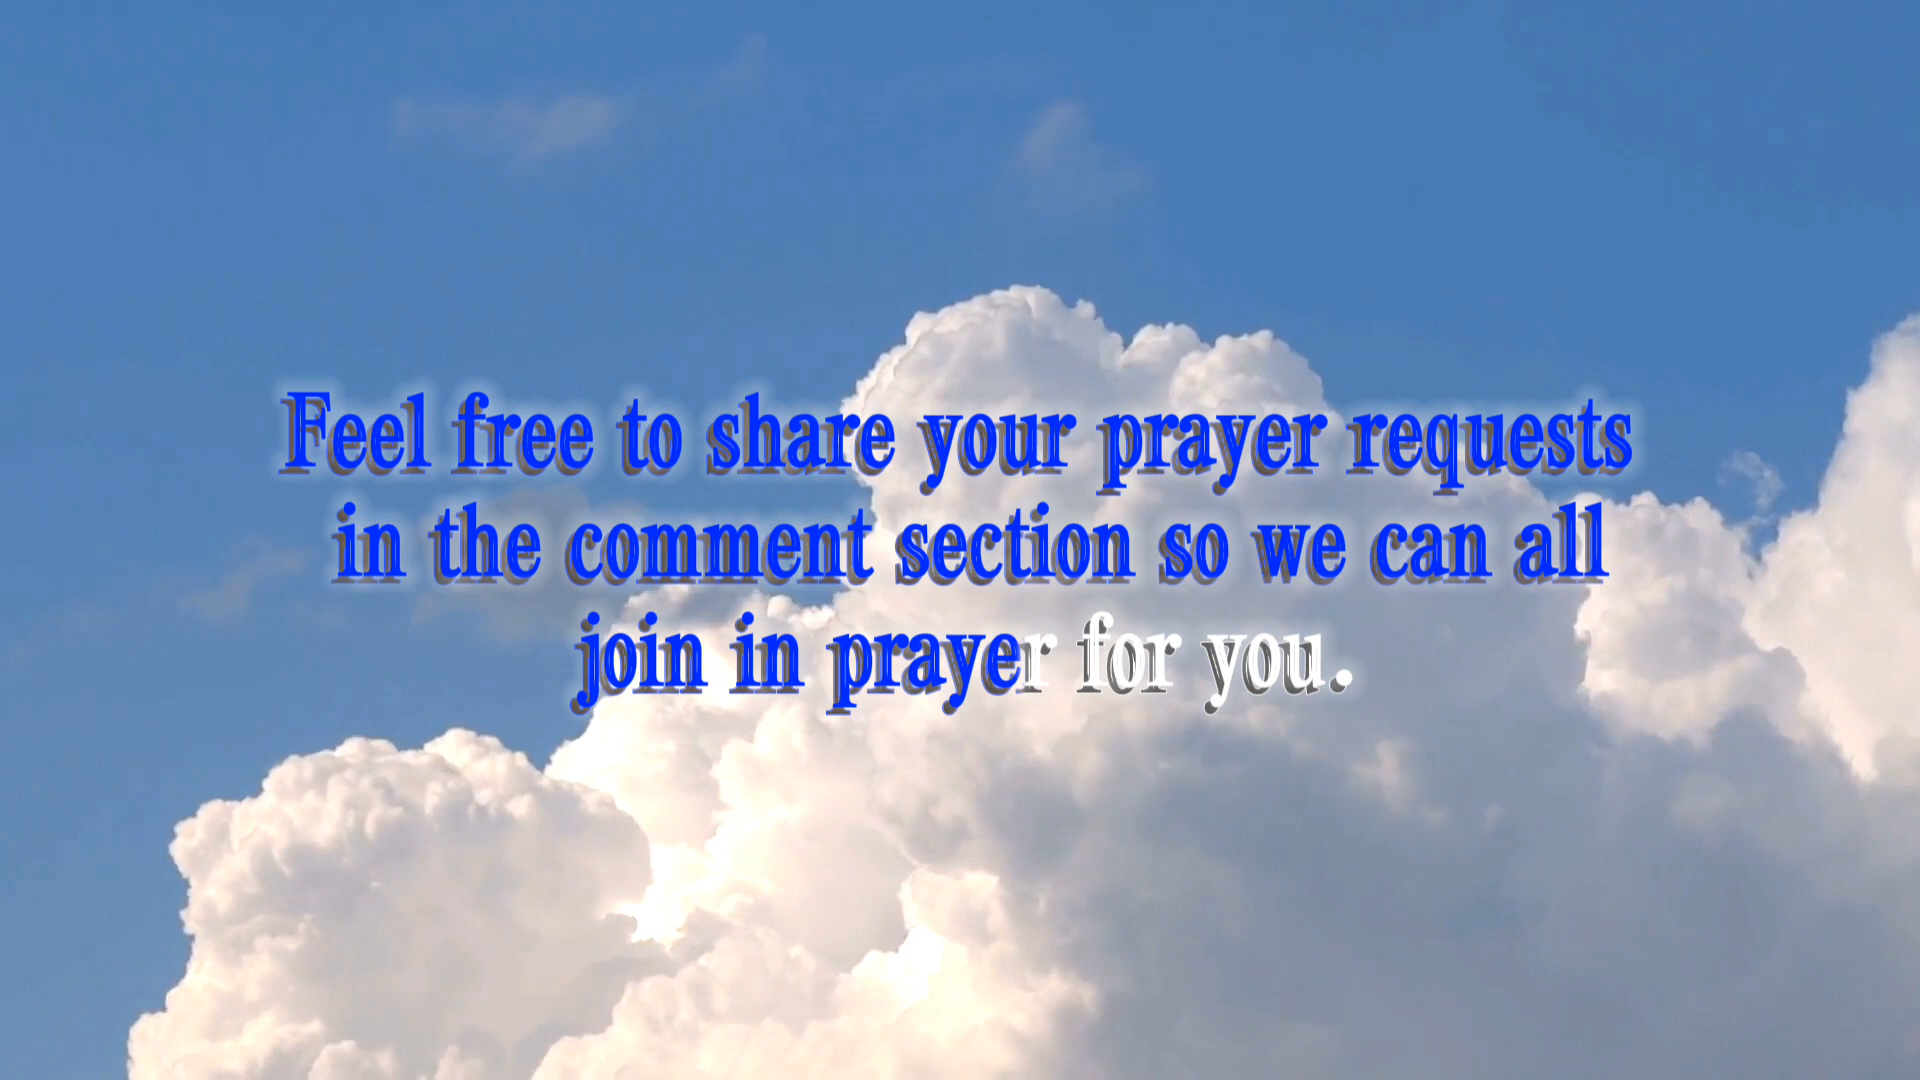 Feel free to share your prayer requests
in the comment section so we can all
join in prayer for you.